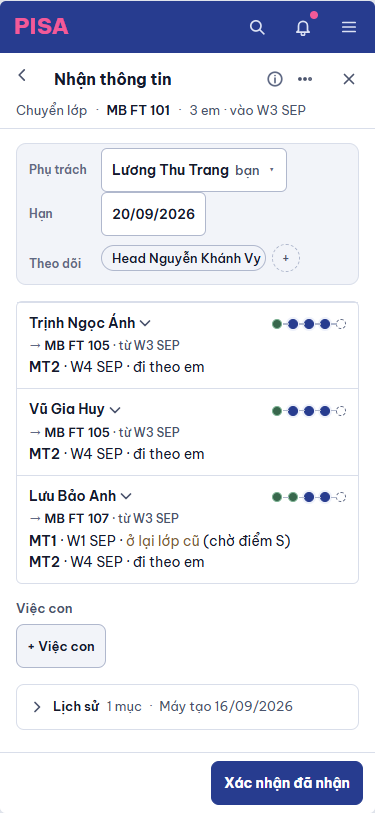 PISA
Nhận thông tin
Chuyển lớp · MB FT 101 · 3 em · vào W3 SEP
Phụ trách Lương Thu Trang bạn
Hạn 20/09/2026
Theo dõi Head Nguyễn Khánh Vy +
Trịnh Ngọc Ánh
→ MB FT 105 · từ W3 SEP
MT2 · W4 SEP · đi theo em
Vũ Gia Huy
→ MB FT 105 · từ W3 SEP
MT2 · W4 SEP · đi theo em
Lưu Bảo Anh
→ MB FT 107 · từ W3 SEP
MT1 · W1 SEP · ở lại lớp cũ (chờ điểm S)
MT2 · W4 SEP · đi theo em
Việc con
+ Việc con
Lịch sử 1 mục · Máy tạo 16/09/2026
Xác nhận đã nhận